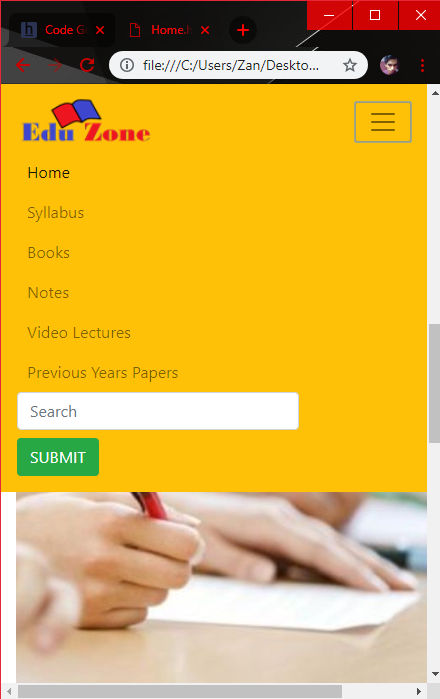 Code G
Home.h
file:///C:/Users/Zan/Deskto...
Edu Zone
Home
Syllabus
Books
Notes
Video Lectures
Previous Years Papers
Search
SUBMIT